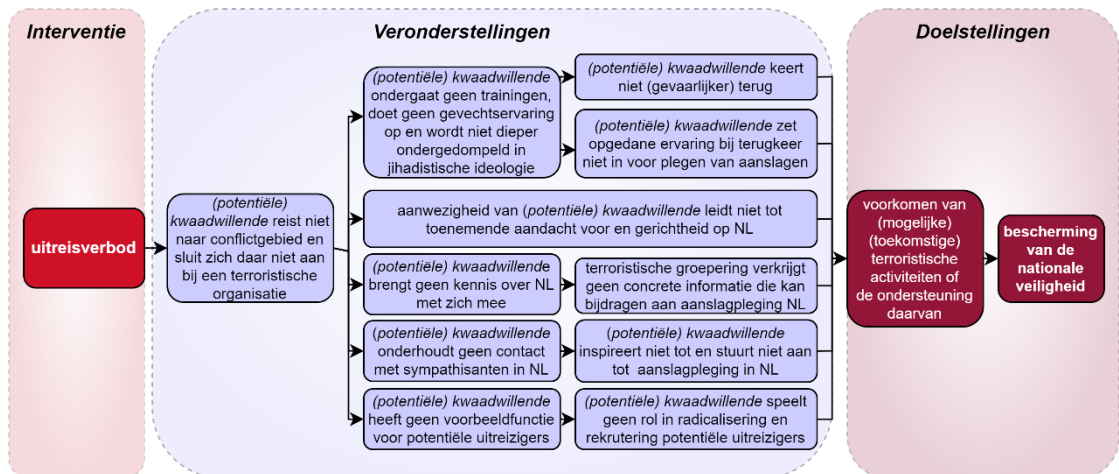 Interventie
Veronderstellingen
Doelstellingen
uitreisverbod
(potentiële)
kwaadwillende reist niet
naar conflictgebied en
sluit zich daar niet aan
bij een terroristische
organisatie
(potentiële) kwaadwillende
ondergaat geen trainingen,
doet geen gevechtservaring
op en wordt niet dieper
ondergedompeld in
jihadistische ideologie
(potentiële) kwaadwillende keert
niet (gevaarlijker) terug
(potentiële) kwaadwillende zet
opgedane ervaring bij terugkeer
niet in voor plegen van aanslagen
aanwezigheid van (potentiële) kwaadwillende leidt niet tot
toenemende aandacht voor en gerichtheid op NL
(potentiële) kwaadwillende
brengt geen kennis over NL
met zich mee
terroristische groepering verkrijgt
geen concrete informatie die kan
bijdragen aan aanslagpleging NL
(potentiële) kwaadwillende
onderhoudt geen contact
met sympathisanten in NL
(potentiële) kwaadwillende
inspireert niet tot en stuurt niet aan
tot aanslagpleging in NL
(potentiële) kwaadwillende
heeft geen voorbeeldfunctie
voor potentiële uitreizigers
(potentiële) kwaadwillende speelt
geen rol in radicalisering en
rekrutering potentiële uitreizigers
voorkomen van
(mogelijke)
(toekomstige)
terroristische
activiteiten of
de ondersteuning
daarvan
bescherming
van de
nationale
veiligheid